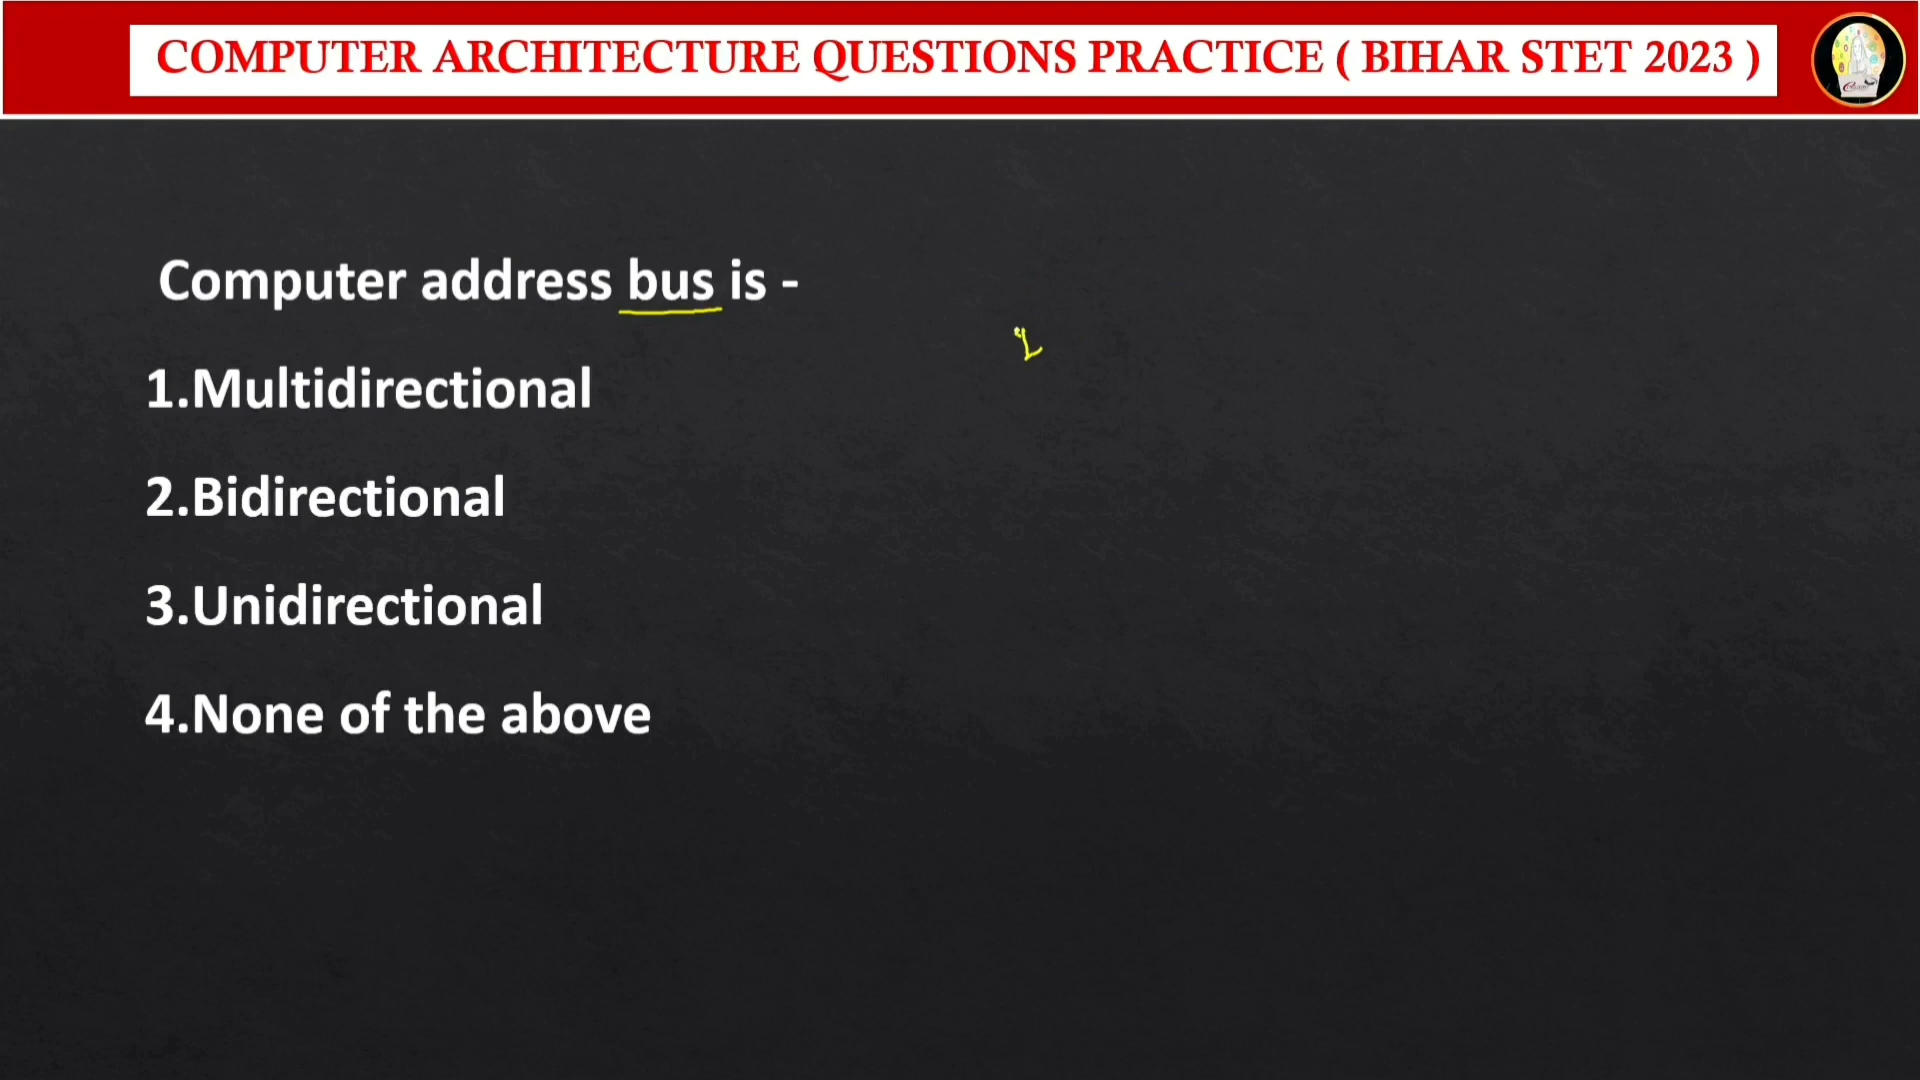 COMPUTER ARCHITECTURE QUESTIONS PRACTICE ( BIHAR STET 2023 )
Computer address bus is -
1.Multidirectional
2.Bidirectional
3.Unidirectional
4.None of the above